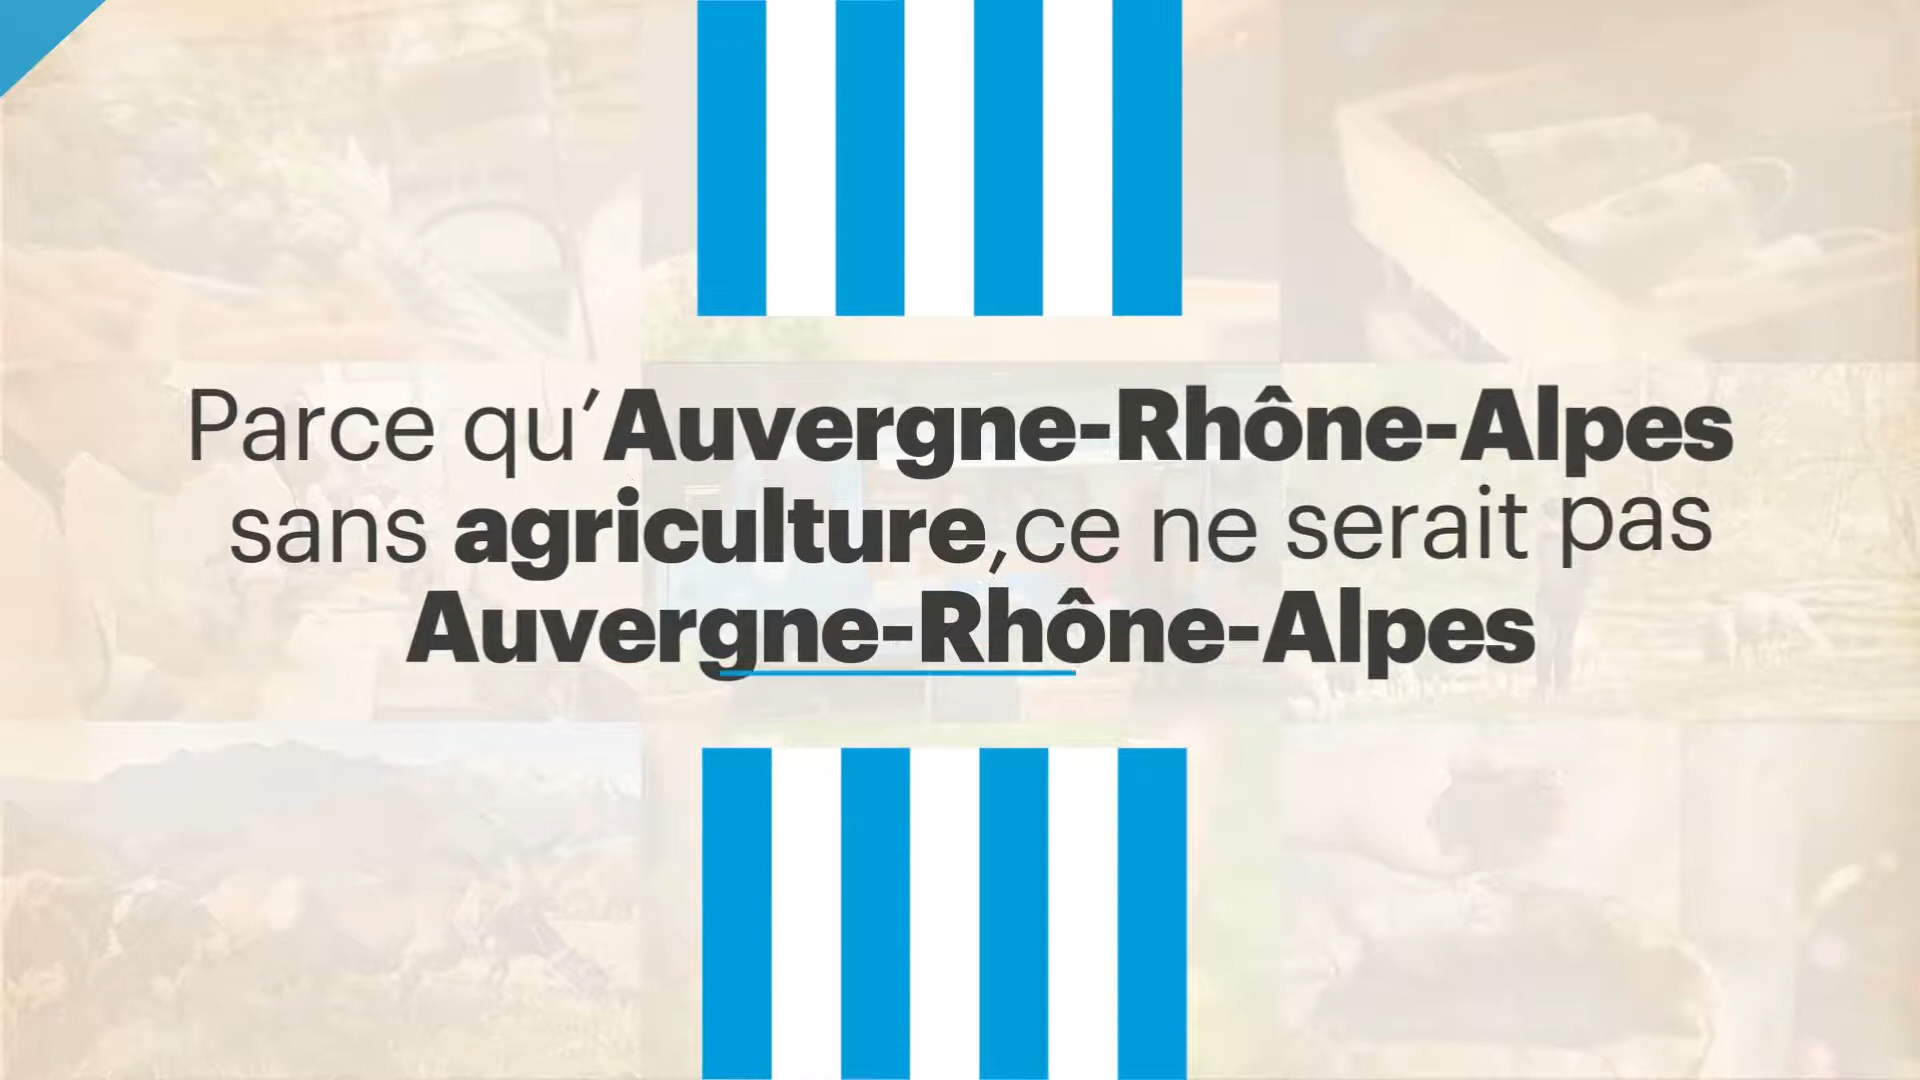 Parce qu’Auvergne-Rhône-Alpes
sans agriculture,ce ne serait pas
Auvergne-Rhône-Alpes